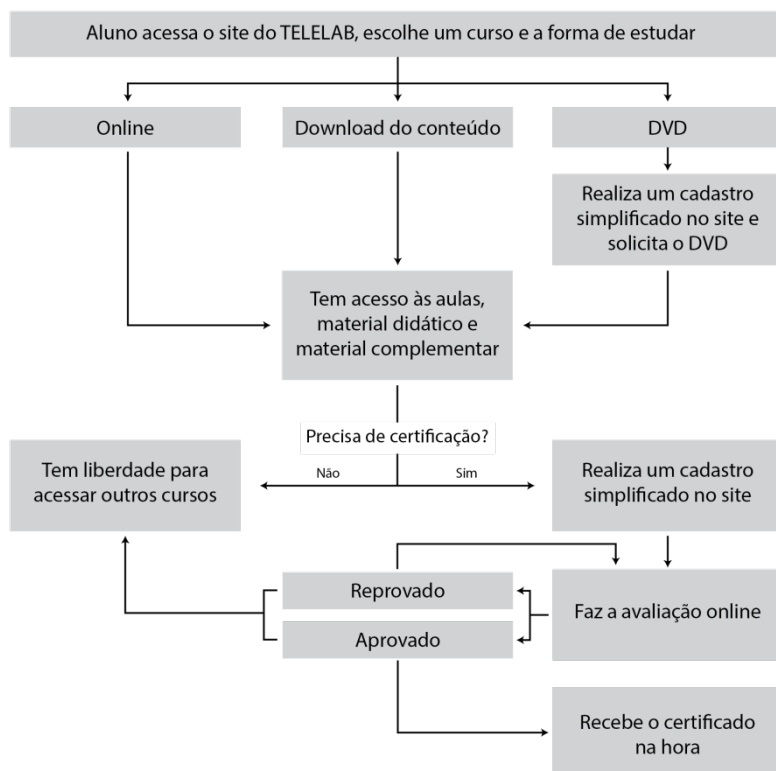 Aluno acessa o site do TELELAB, escolhe um curso e a forma de estudar
Online
Download do conteúdo
DVD
Realiza um cadastro
simplificado no site e
solicita o DVD
Tem acesso às aulas,
material didático e
material complementar
Precisa de certificação?
Não
Sim
Tem liberdade para
acessar outros cursos
Realiza um cadastro
simplificado no site
Reprovado
Aprovado
Faz a avaliação online
Recebe o certificado
na hora